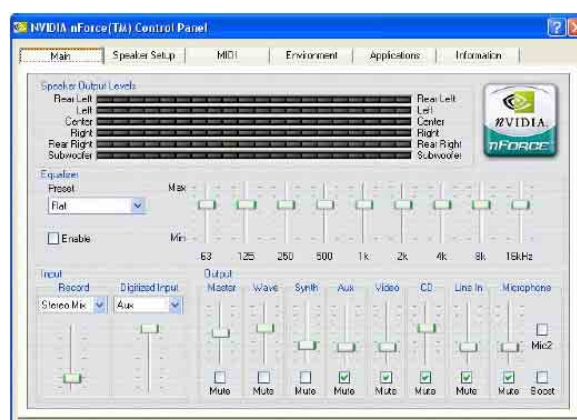 NVIDIA nForce(TM) Control Panel
Main Speaker Setup MIDI Environment Applications Information
Speaker Output Levels
Rear Left Rear Left
Left Left
Center Center
Right Right
Rear Right Rear Right
Subwoofer Subwoofer
NVIDIA.
nFORCE
Equalizer
Preset Max
Flat
Enable Min
63 125 250 500 1k 2k 4k 8k 16kHz
Input Output
Record Digitized Input Master Wave Synth Aux Video CD Line In Microphone
Stereo Mix Aux
Mic2
Mute Mute Mute Mute Mute Mute Mute Mute Boost